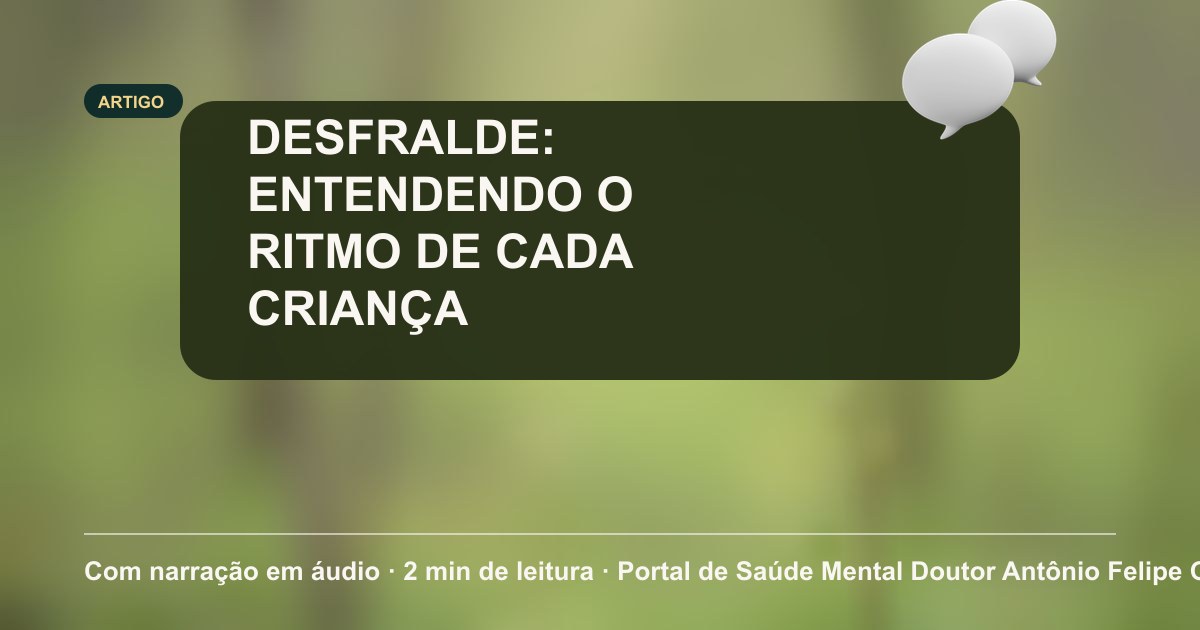 ARTIGO
DESFRALDE:
ENTENDENDO O
RITMO DE CADA
CRIANÇA
Com narração em áudio · 2 min de leitura · Portal de Saúde Mental Doutor Antônio Felipe